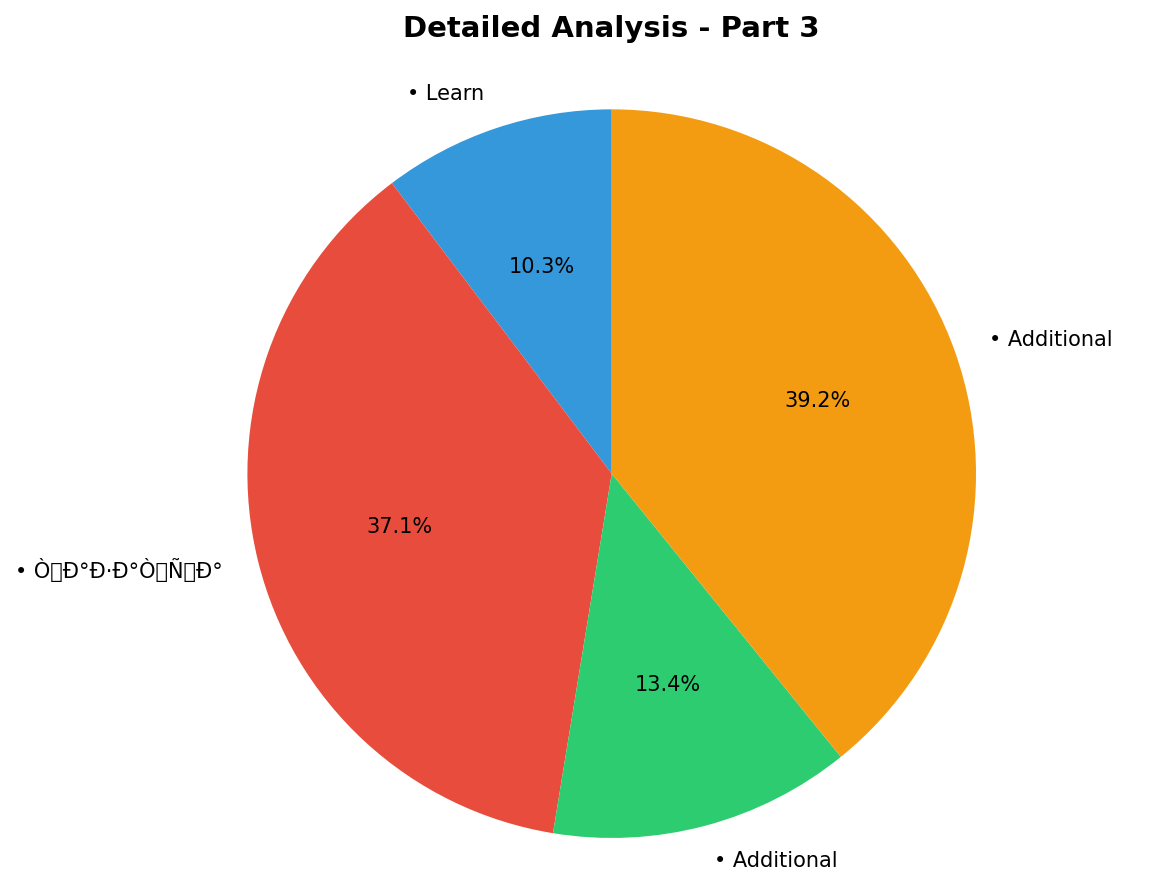 Detailed Analysis - Part 3
• Learn
10.3%
• Additional
39.2%
37.1%
13.4%
• Additional